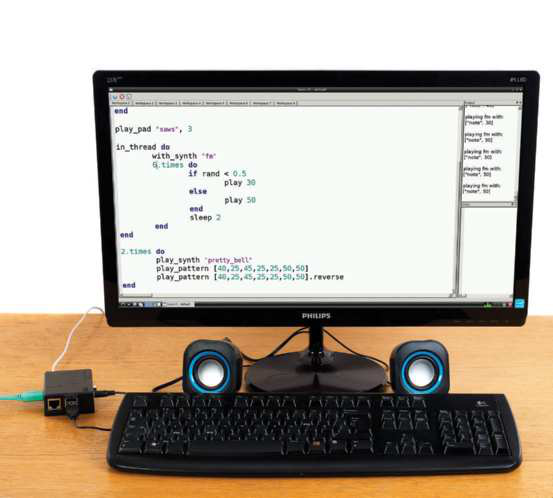 end
play_pad "saws", 3
in_thread do
with_synth "fm"
6.times do
if rand < 0.5
play 30
else
play 50
end
sleep 2
end
end
2.times do
play_synth "pretty_bell"
play_pattern [40,25,45,25,25,50,50]
play_pattern [40,25,45,25,25,50,50].reverse
end
playing fm with:
["note", 30]
playing fm with:
["note", 30]
playing fm with:
["note", 30]
playing fm with:
["note", 50]
playing fm with:
["note", 50]
PHILIPS